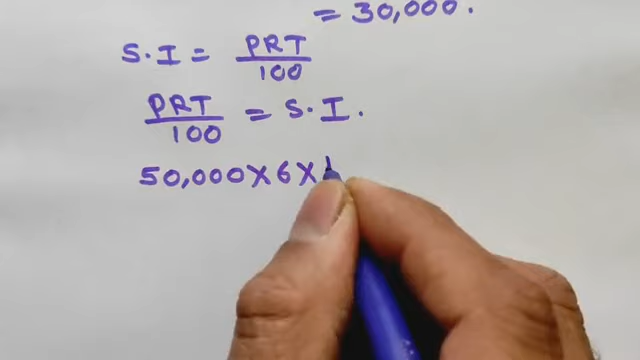 = 30,000.
S.I = PRT/100
PRT/100 = S.I.
50,000×6×